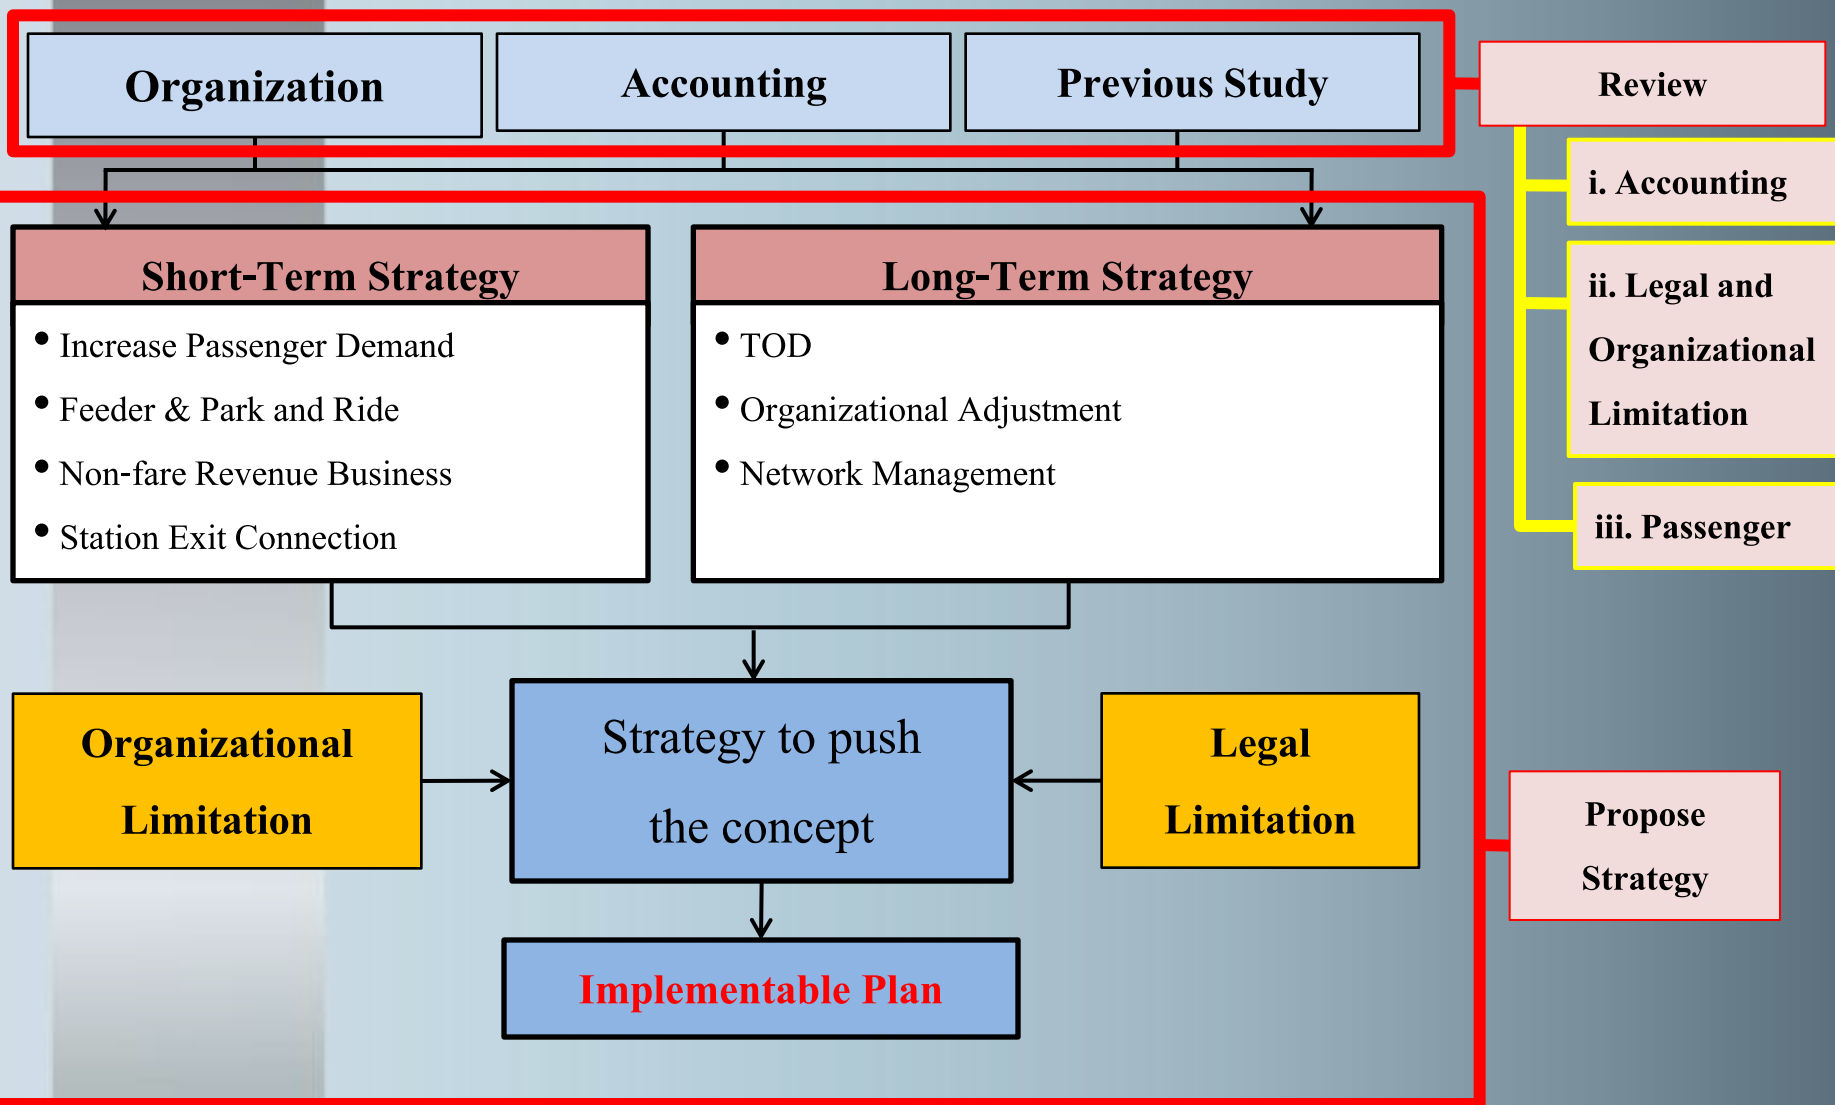 Organization
Accounting
Previous Study
Review
i. Accounting
ii. Legal and
Organizational
Limitation
iii. Passenger
Short-Term Strategy
• Increase Passenger Demand
• Feeder & Park and Ride
• Non-fare Revenue Business
• Station Exit Connection
Long-Term Strategy
• TOD
• Organizational Adjustment
• Network Management
Organizational
Limitation
Strategy to push
the concept
Legal
Limitation
Propose
Strategy
Implementable Plan